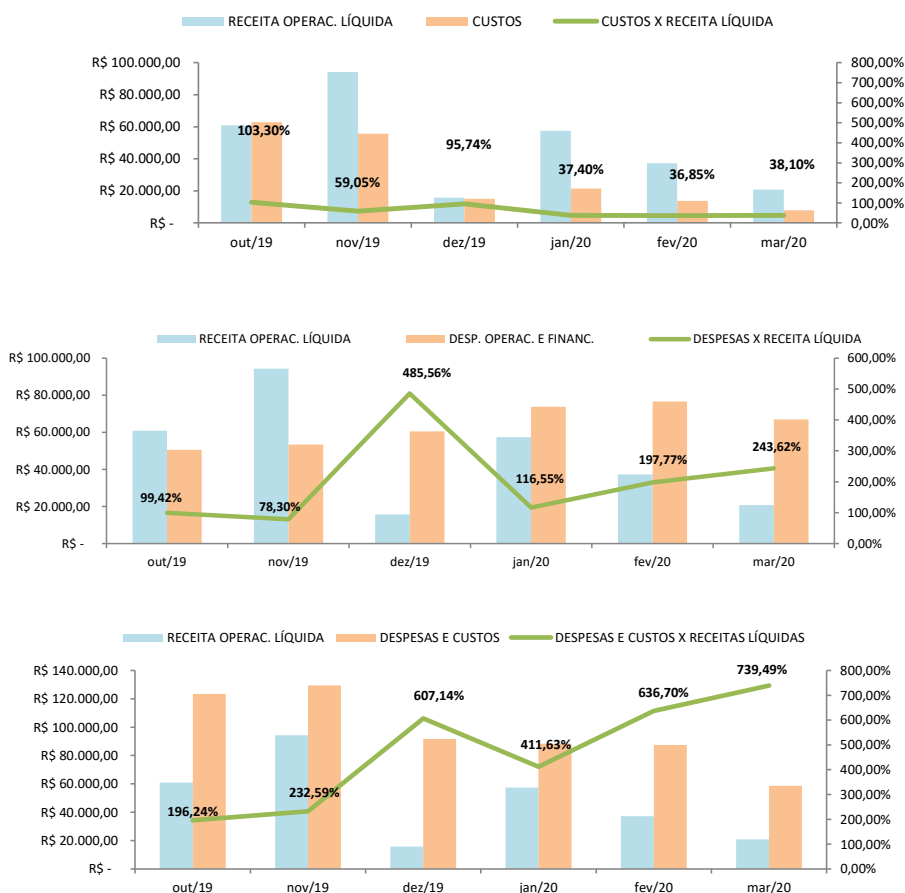 RECEITA OPERAC. LÍQUIDA CUSTOS CUSTOS X RECEITA LÍQUIDA
R$ 100.000,00 800,00%
700,00%
R$ 80.000,00 600,00%
R$ 60.000,00 103,30% 95,74% 500,00%
400,00%
R$ 40.000,00 59,05% 37,40% 36,85% 38,10% 300,00%
R$ 20.000,00 200,00%
100,00%
R$ - 0,00%
out/19 nov/19 dez/19 jan/20 fev/20 mar/20
RECEITA OPERAC. LÍQUIDA DESP. OPERAC. E FINANC. DESPESAS X RECEITA LÍQUIDA
R$ 100.000,00 485,56% 600,00%
R$ 80.000,00 500,00%
400,00%
R$ 60.000,00 243,62%
R$ 40.000,00 99,42% 78,30% 116,55% 197,77% 300,00%
200,00%
R$ 20.000,00 100,00%
R$ - 0,00%
out/19 nov/19 dez/19 jan/20 fev/20 mar/20
RECEITA OPERAC. LÍQUIDA DESPESAS E CUSTOS DESPESAS E CUSTOS X RECEITAS LÍQUIDAS
R$ 140.000,00 607,14% 636,70% 739,49% 800,00%
R$ 120.000,00 700,00%
R$ 100.000,00 411,63% 600,00%
R$ 80.000,00 500,00%
R$ 60.000,00 400,00%
R$ 40.000,00 196,24% 232,59% 300,00%
200,00%
R$ 20.000,00 100,00%
R$ - 0,00%
out/19 nov/19 dez/19 jan/20 fev/20 mar/20